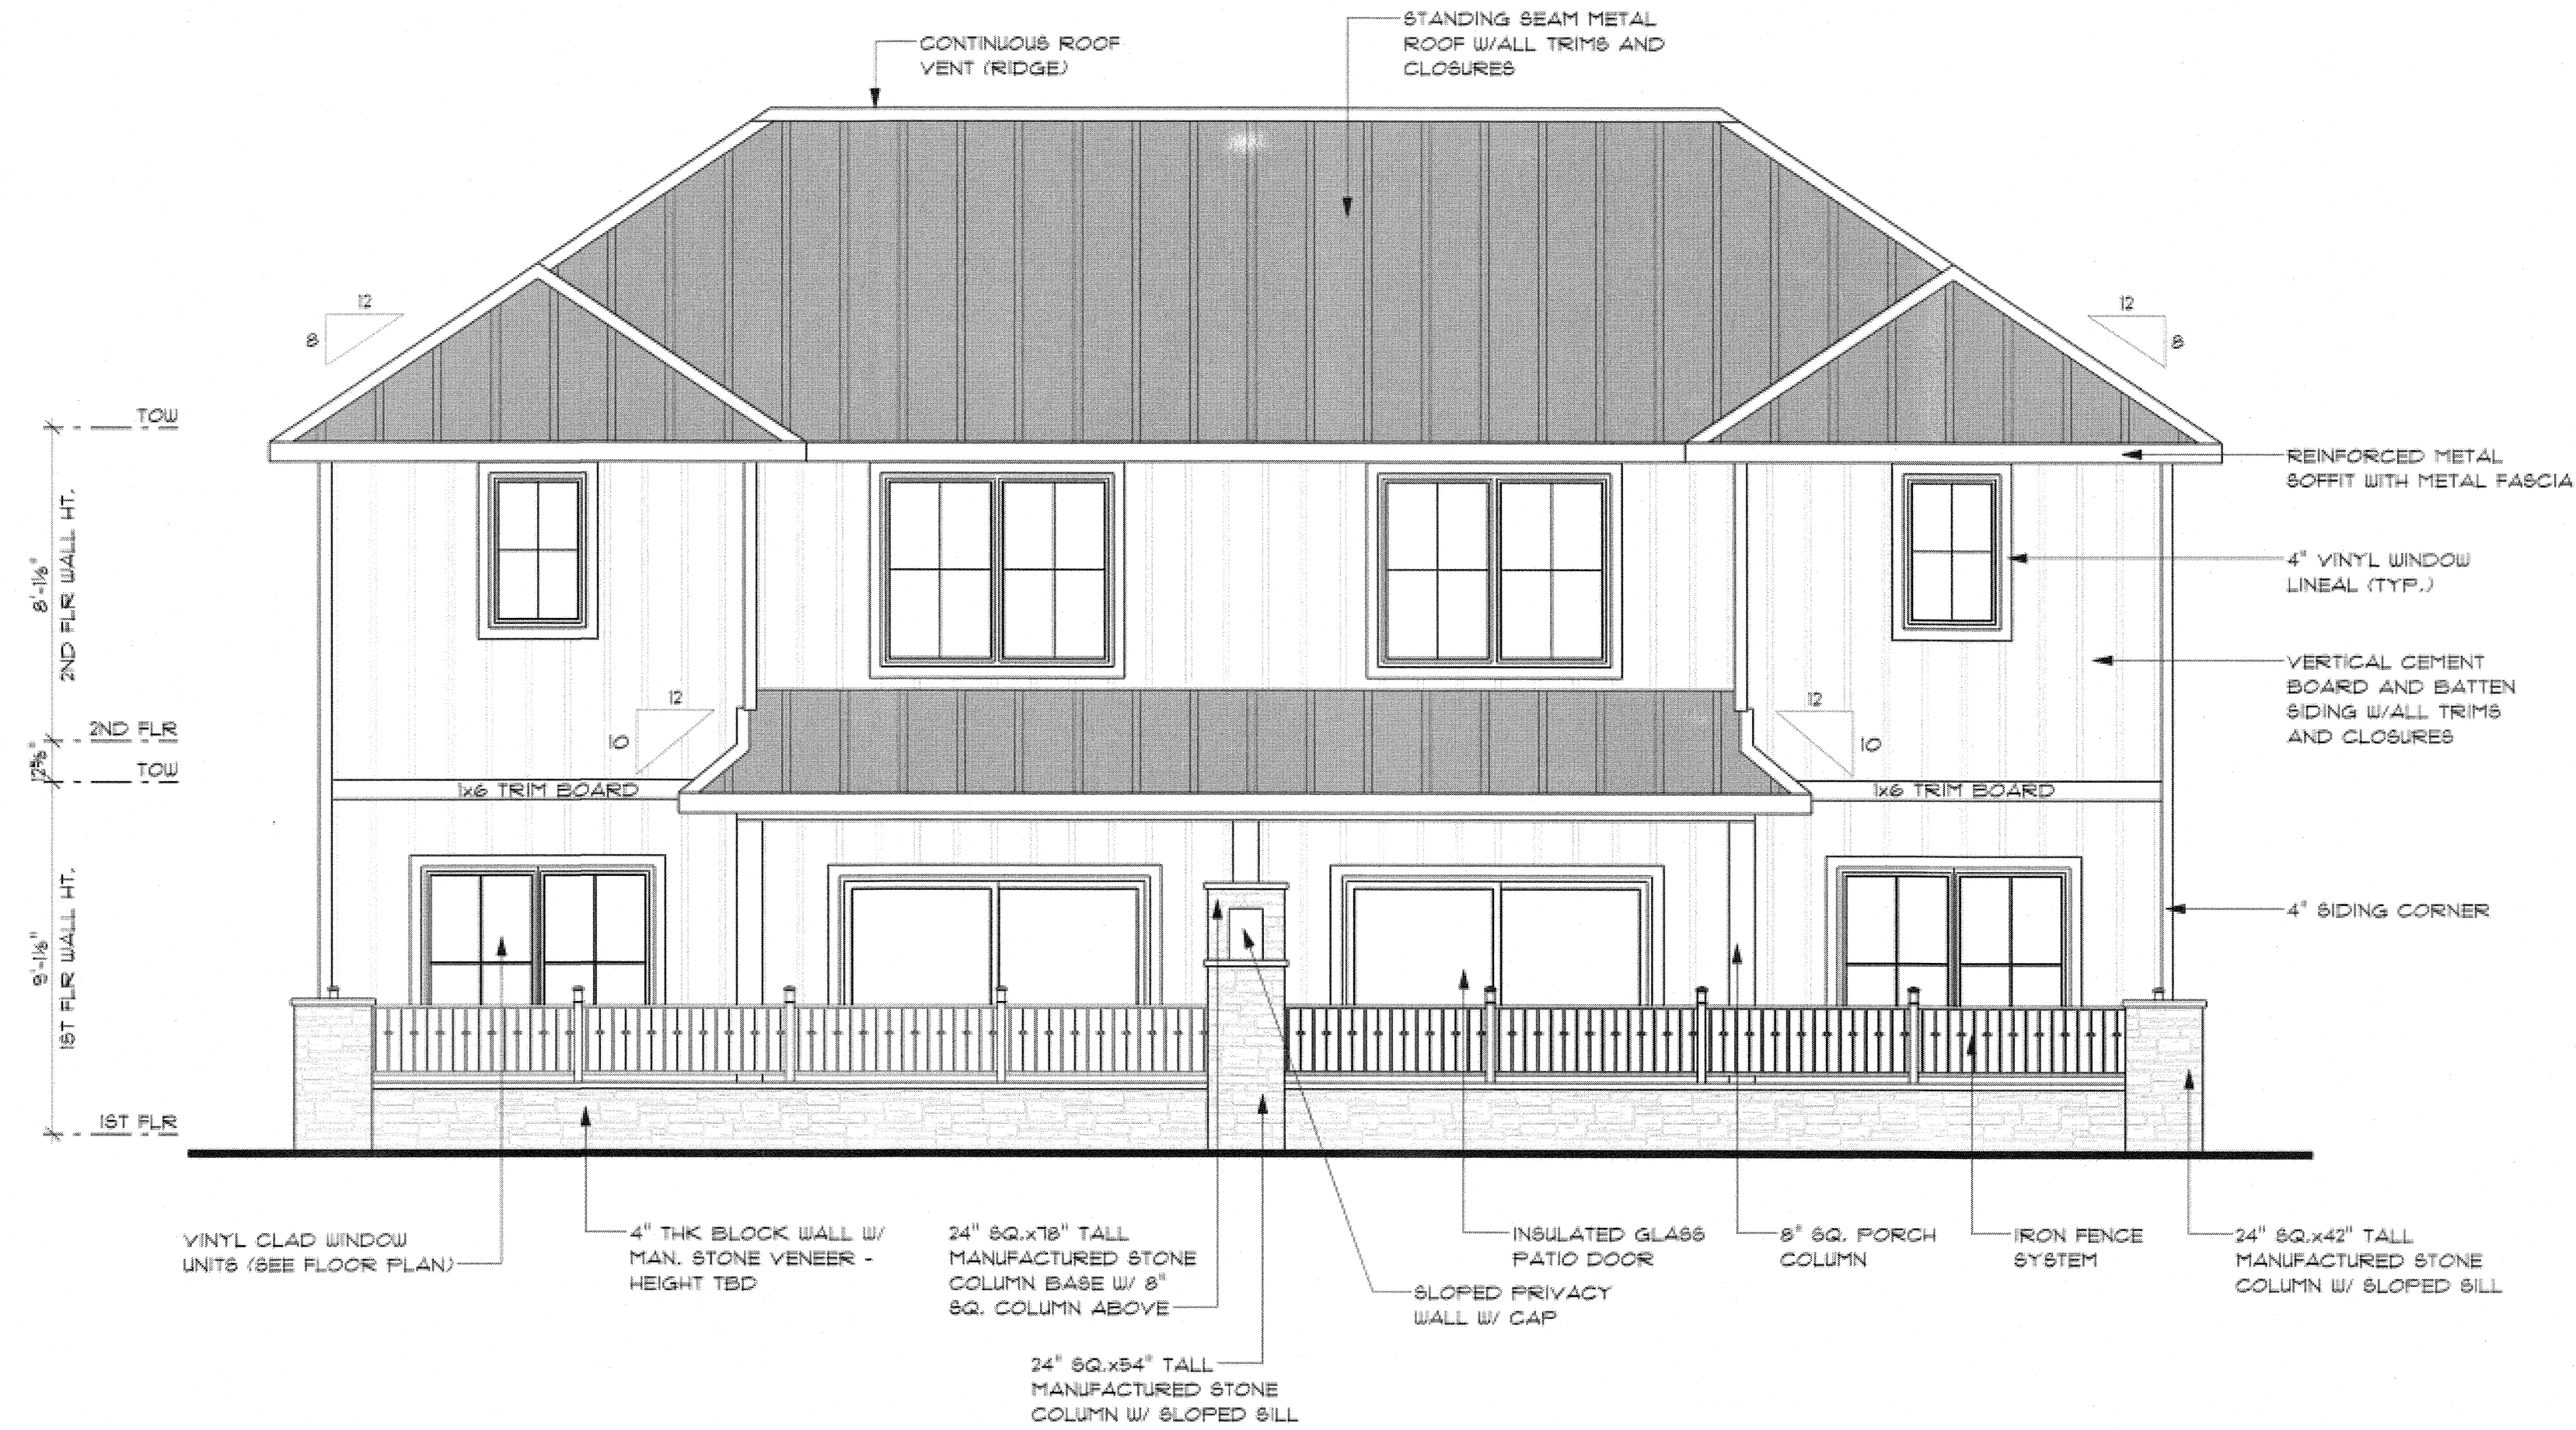 STANDING SEAM METAL
ROOF W/ALL TRIMS AND
CLOSURES
CONTINUOUS ROOF
VENT (RIDGE)
12
8
12
8
TOW
REINFORCED METAL
SOFFIT WITH METAL FASCIA
8'-1⅛"
2ND FLR WALL HT.
4" VINYL WINDOW
LINEAL (TYP.)
VERTICAL CEMENT
BOARD AND BATTEN
SIDING W/ALL TRIMS
AND CLOSURES
12
10
12
10
2ND FLR
TOW
1x6 TRIM BOARD
1x6 TRIM BOARD
9'-1⅛"
1ST FLR WALL HT.
4" SIDING CORNER
1ST FLR
VINYL CLAD WINDOW
UNITS (SEE FLOOR PLAN)
4" THK BLOCK WALL W/
MAN. STONE VENEER -
HEIGHT TBD
24" SQ.x78" TALL
MANUFACTURED STONE
COLUMN BASE W/ 8"
SQ. COLUMN ABOVE
24" SQ.x54" TALL
MANUFACTURED STONE
COLUMN W/ SLOPED SILL
SLOPED PRIVACY
WALL W/ CAP
INSULATED GLASS
PATIO DOOR
8" SQ. PORCH
COLUMN
IRON FENCE
SYSTEM
24" SQ.x42" TALL
MANUFACTURED STONE
COLUMN W/ SLOPED SILL